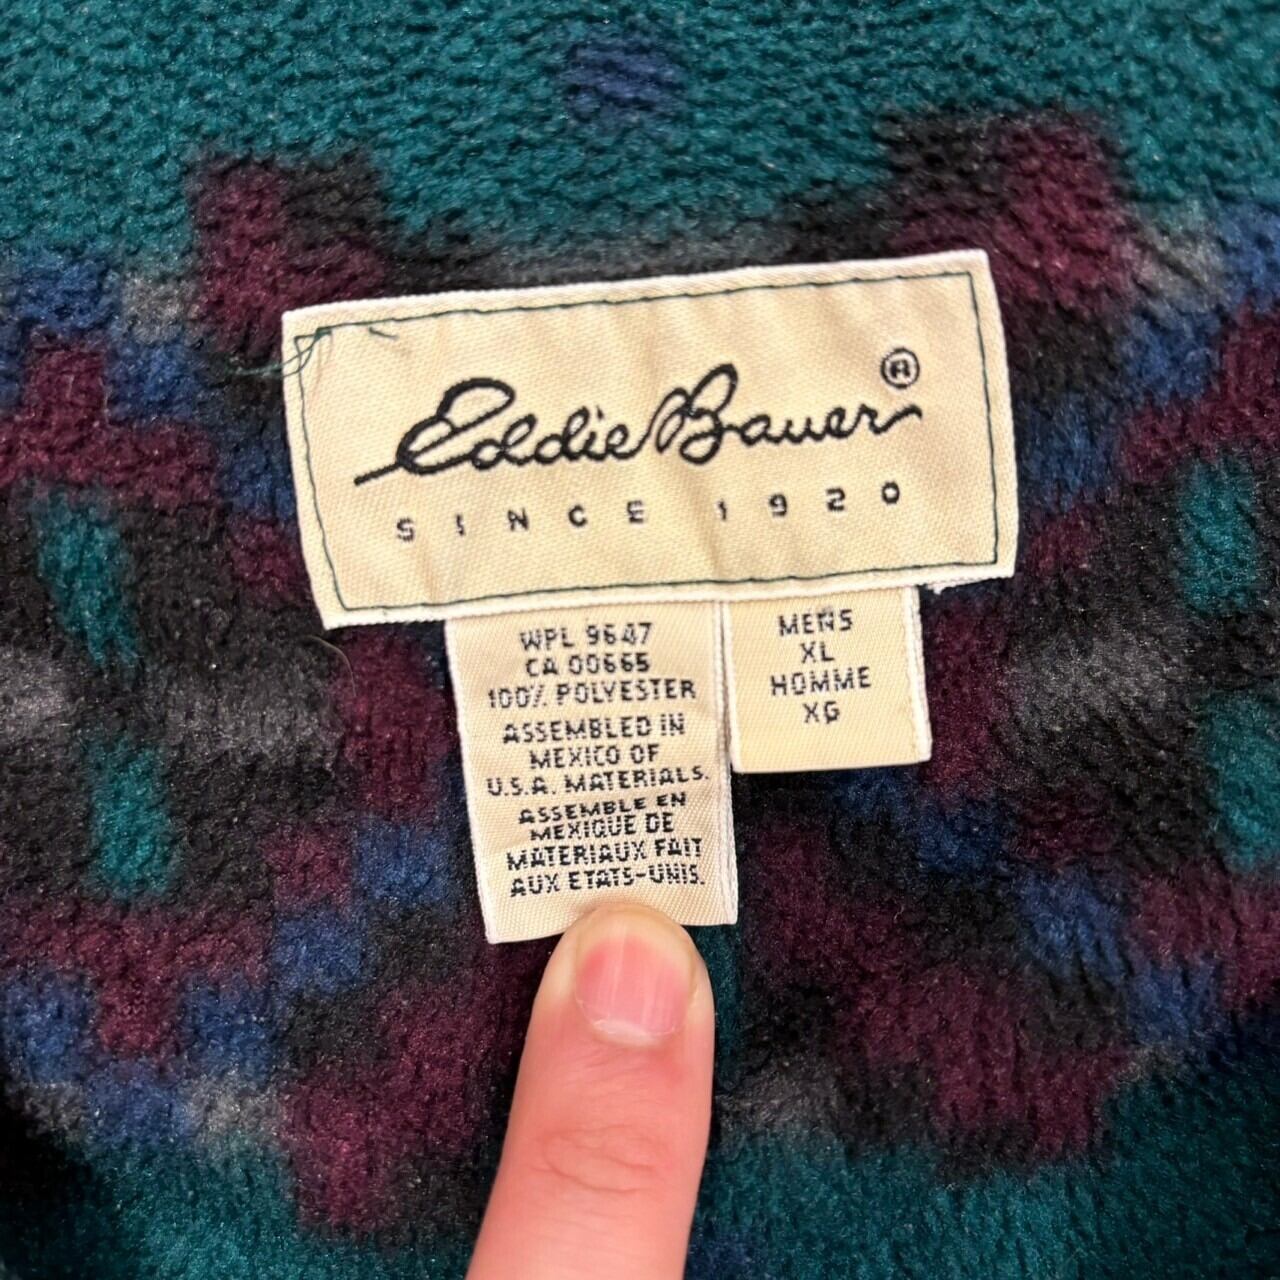 Eddie Bauer®
SINCE 1920
WPL 9647
CA 00665
100% POLYESTER
ASSEMBLED IN
MEXICO OF
U.S.A. MATERIALS.
ASSEMBLE EN
MEXIQUE DE
MATERIAUX FAIT
AUX ETATS-UNIS.
MENS
XL
HOMME
XG